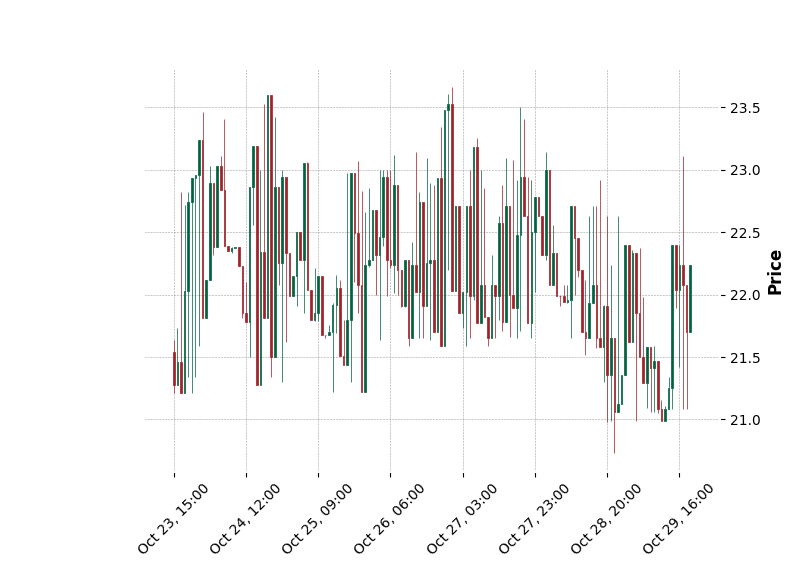 23.5
23.0
22.5
22.0
21.5
21.0
Price
Oct 23, 15:00
Oct 24, 12:00
Oct 25, 09:00
Oct 26, 06:00
Oct 27, 03:00
Oct 27, 23:00
Oct 28, 20:00
Oct 29, 16:00